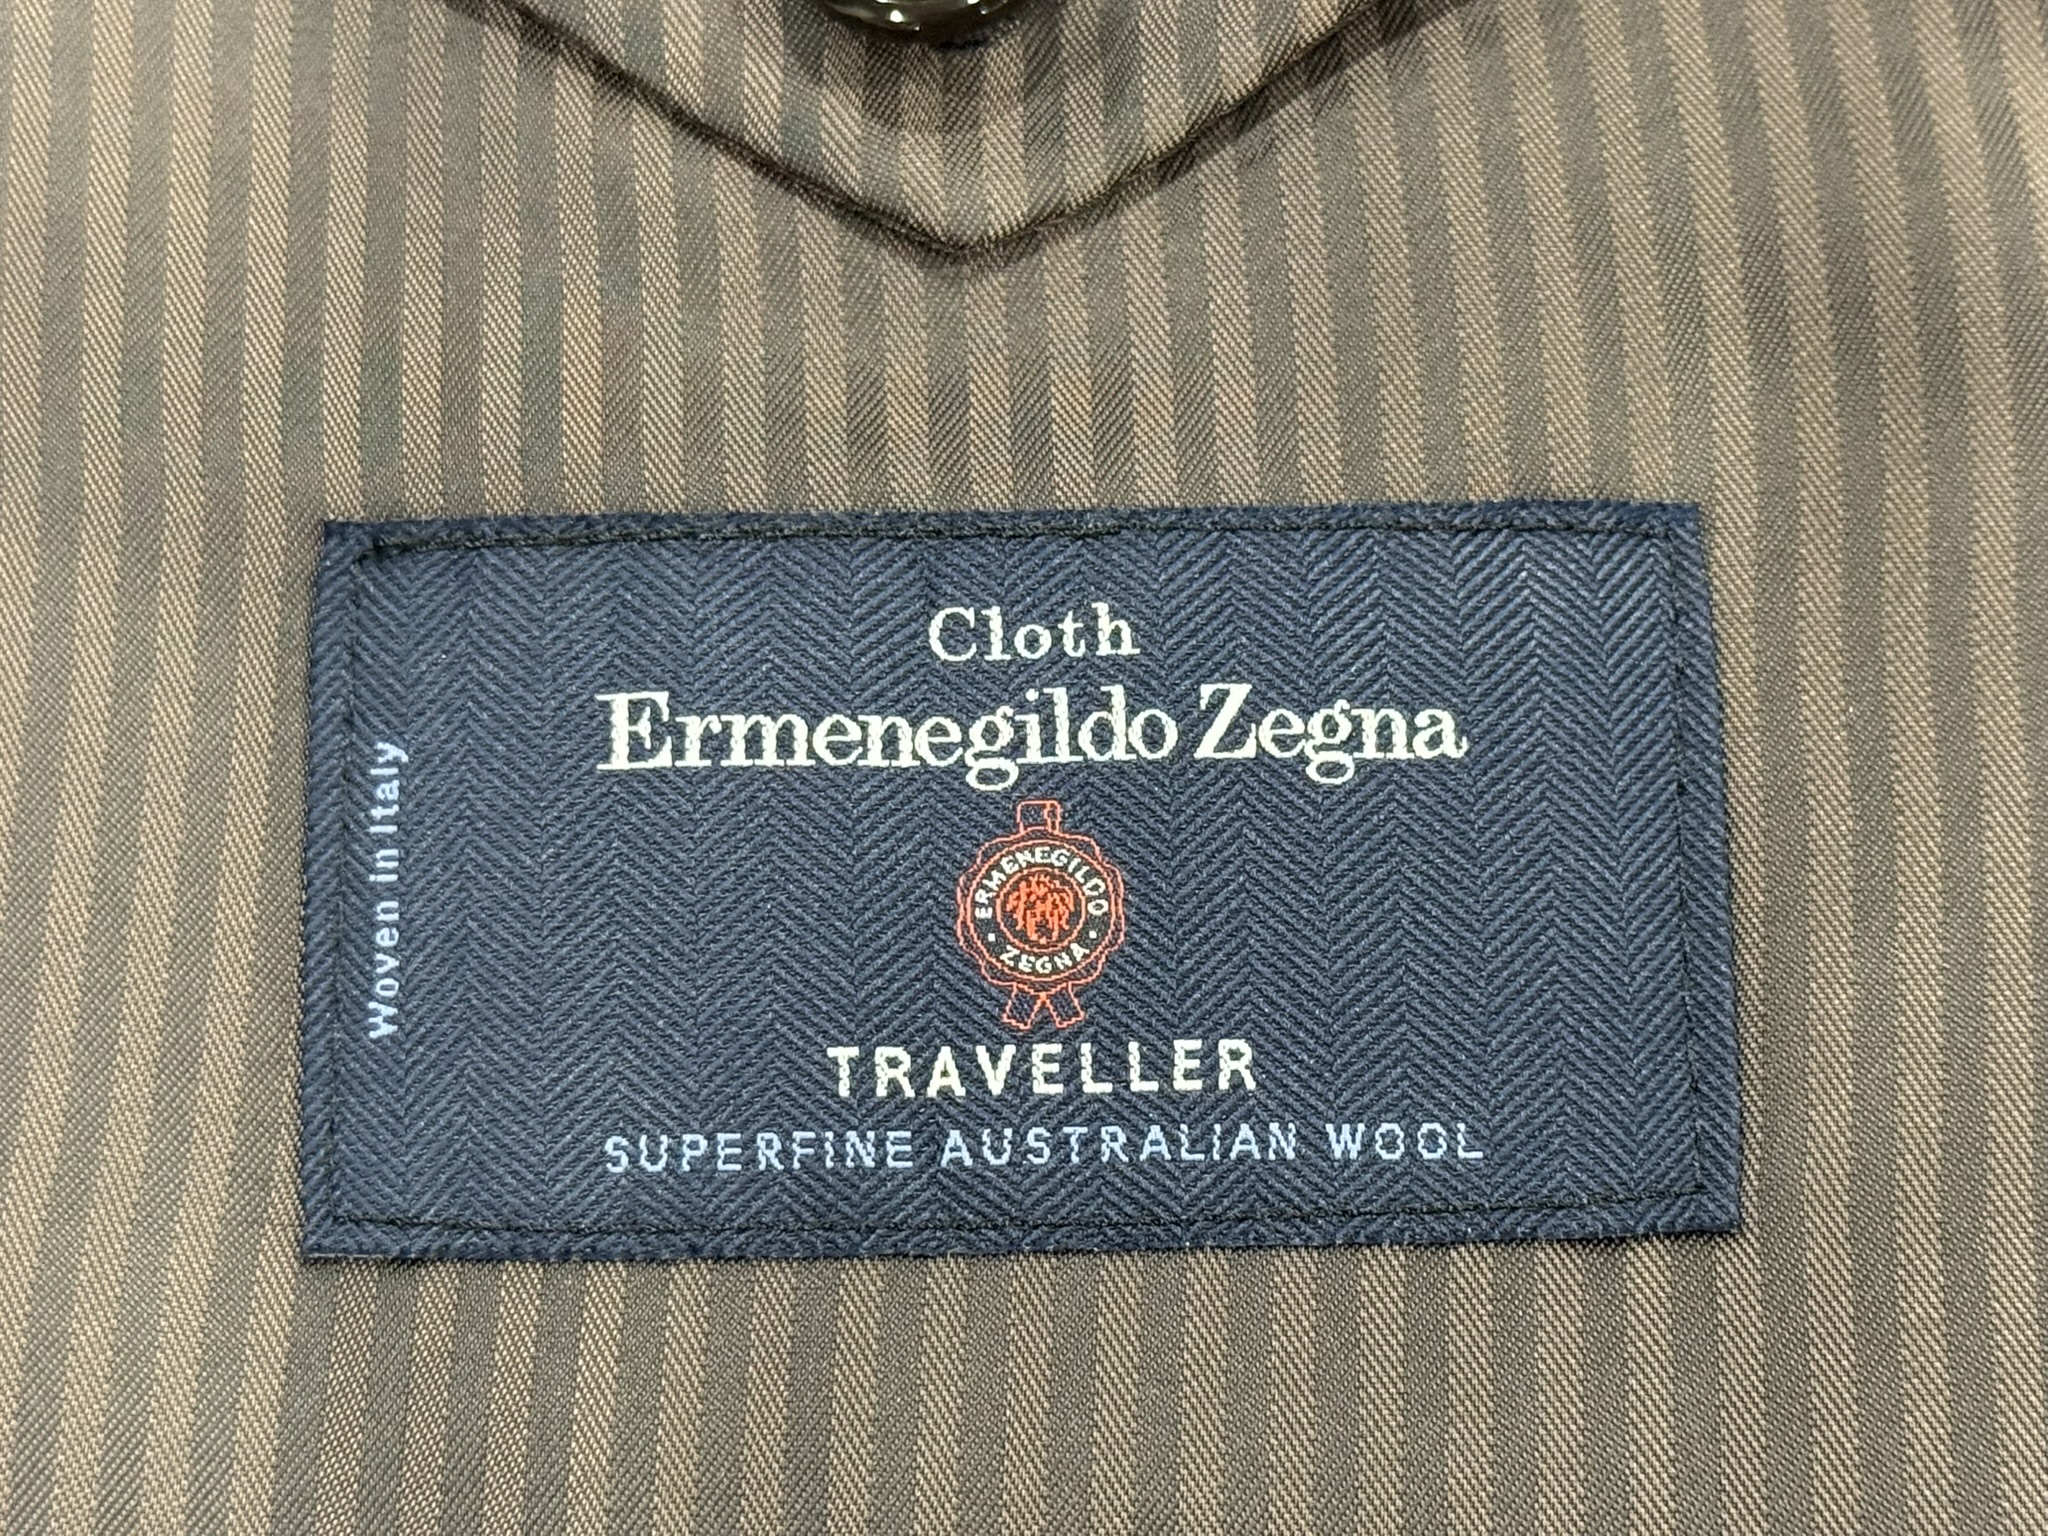 Cloth
Ermenegildo Zegna
ERMENEGILDO
· ZEGNA ·
TRAVELLER
SUPERFINE AUSTRALIAN WOOL
Woven in Italy